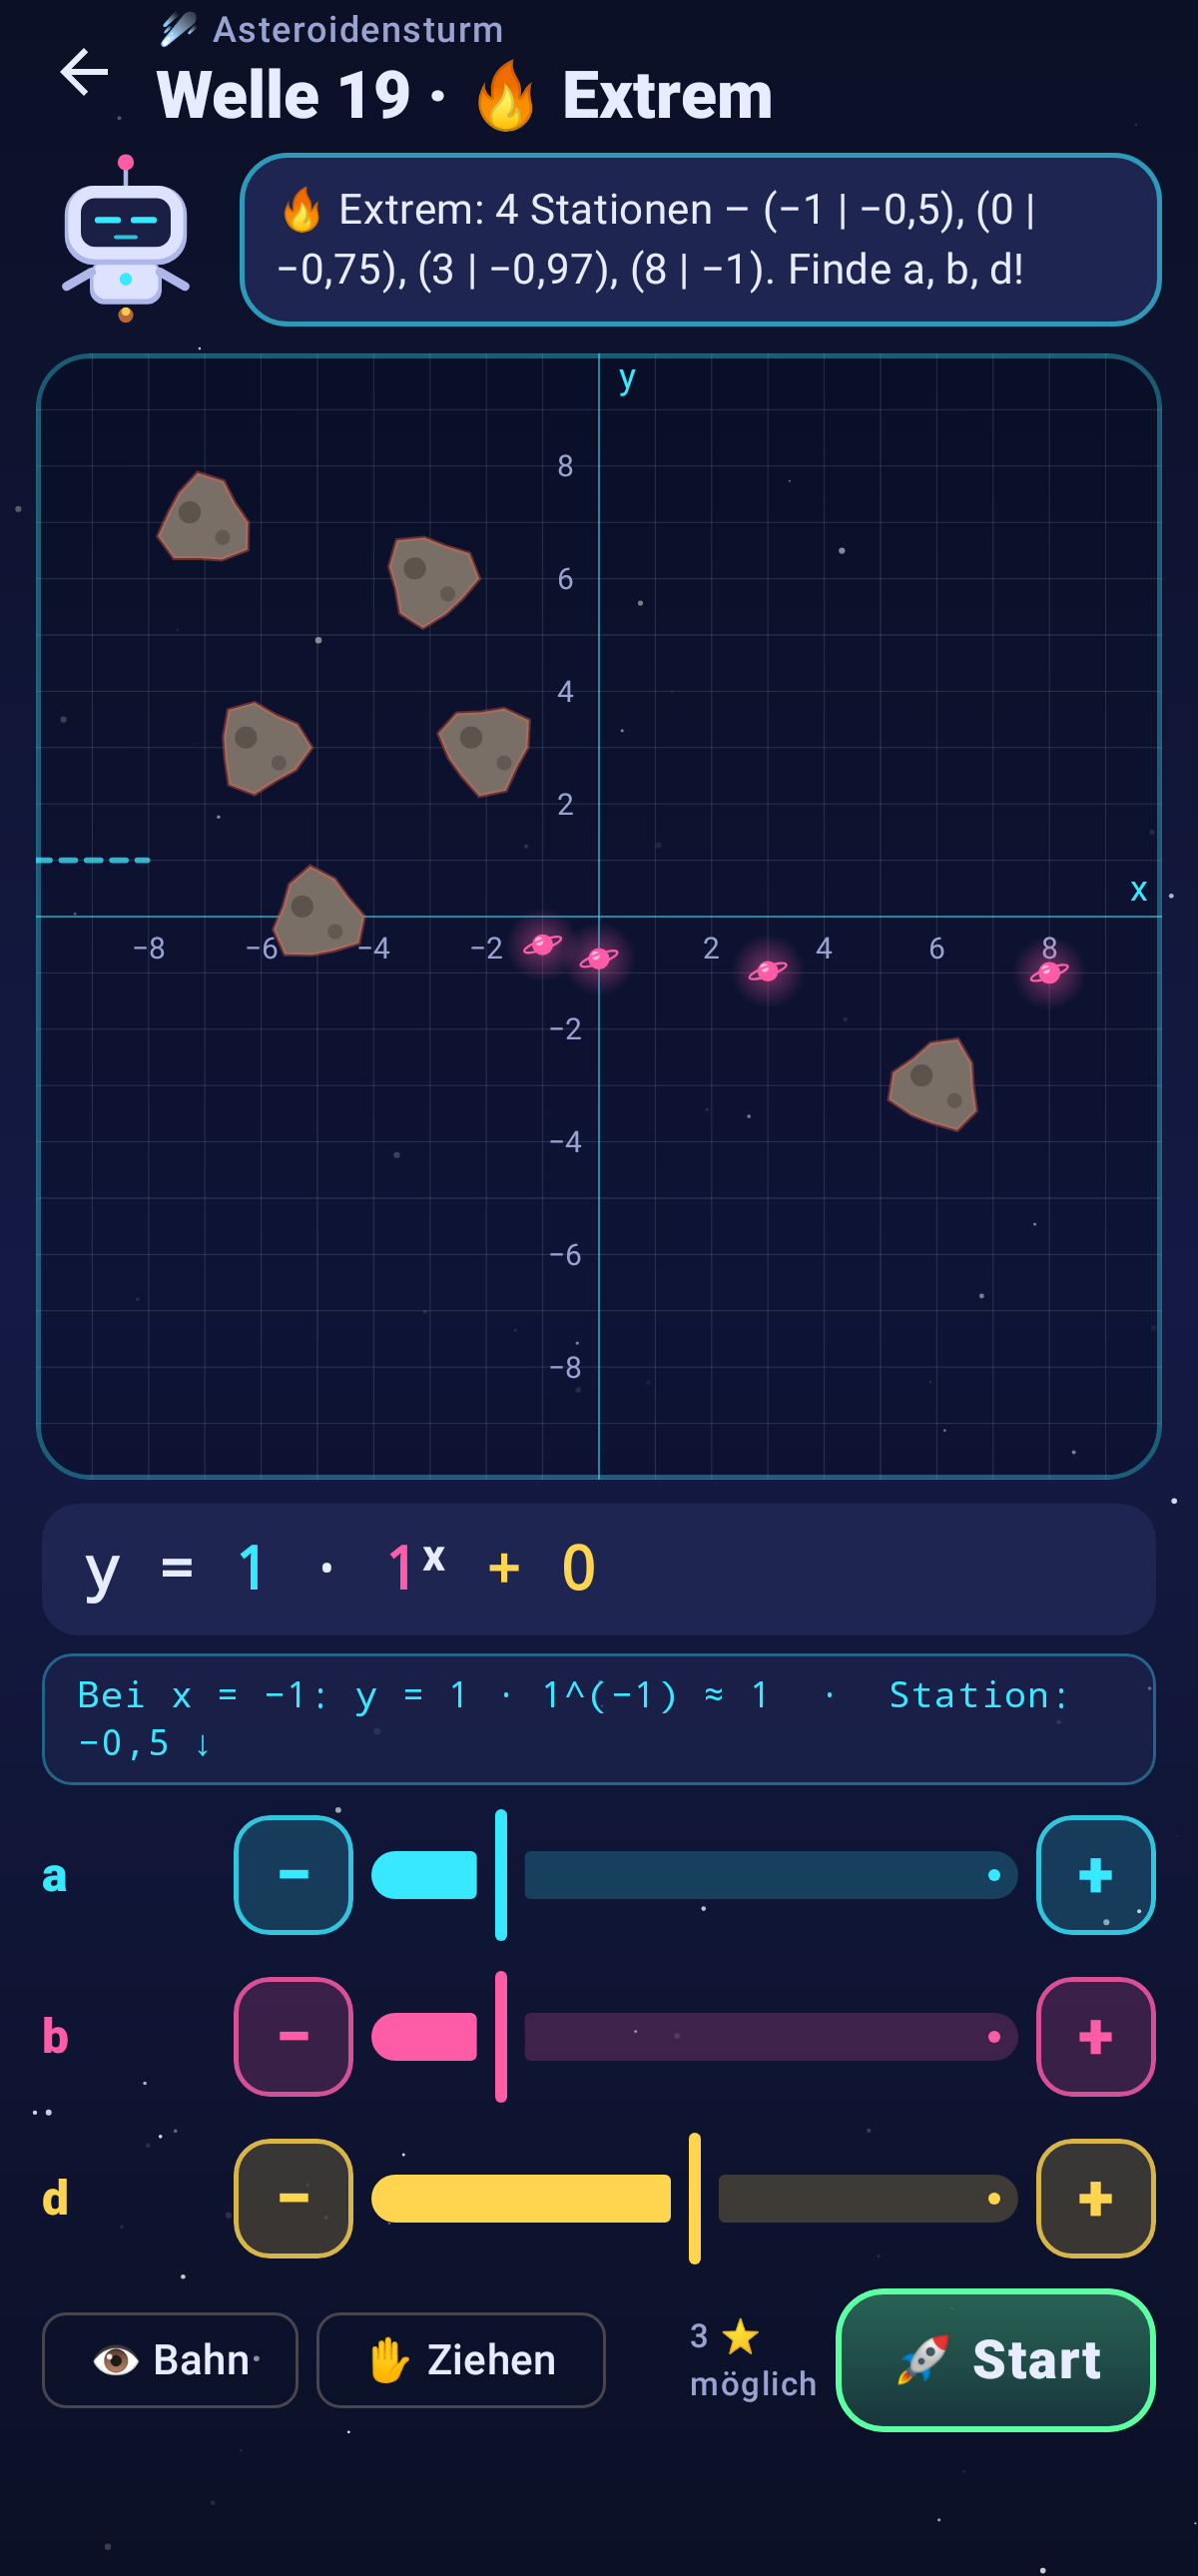 Asteroidensturm
Welle 19 · 🔥 Extrem
🔥 Extrem: 4 Stationen – (−1 | −0,5), (0 |
−0,75), (3 | −0,97), (8 | −1). Finde a, b, d!
y
8
6
4
2
x
−8 −6 −4 −2 2 4 6 8
−2
−4
−6
−8
y = 1 · 1ˣ + 0
Bei x = −1: y = 1 · 1^(−1) ≈ 1 · Station:
−0,5 ↓
a − +
b − +
d − +
👁 Bahn
✋ Ziehen
3 ⭐
möglich
🚀 Start